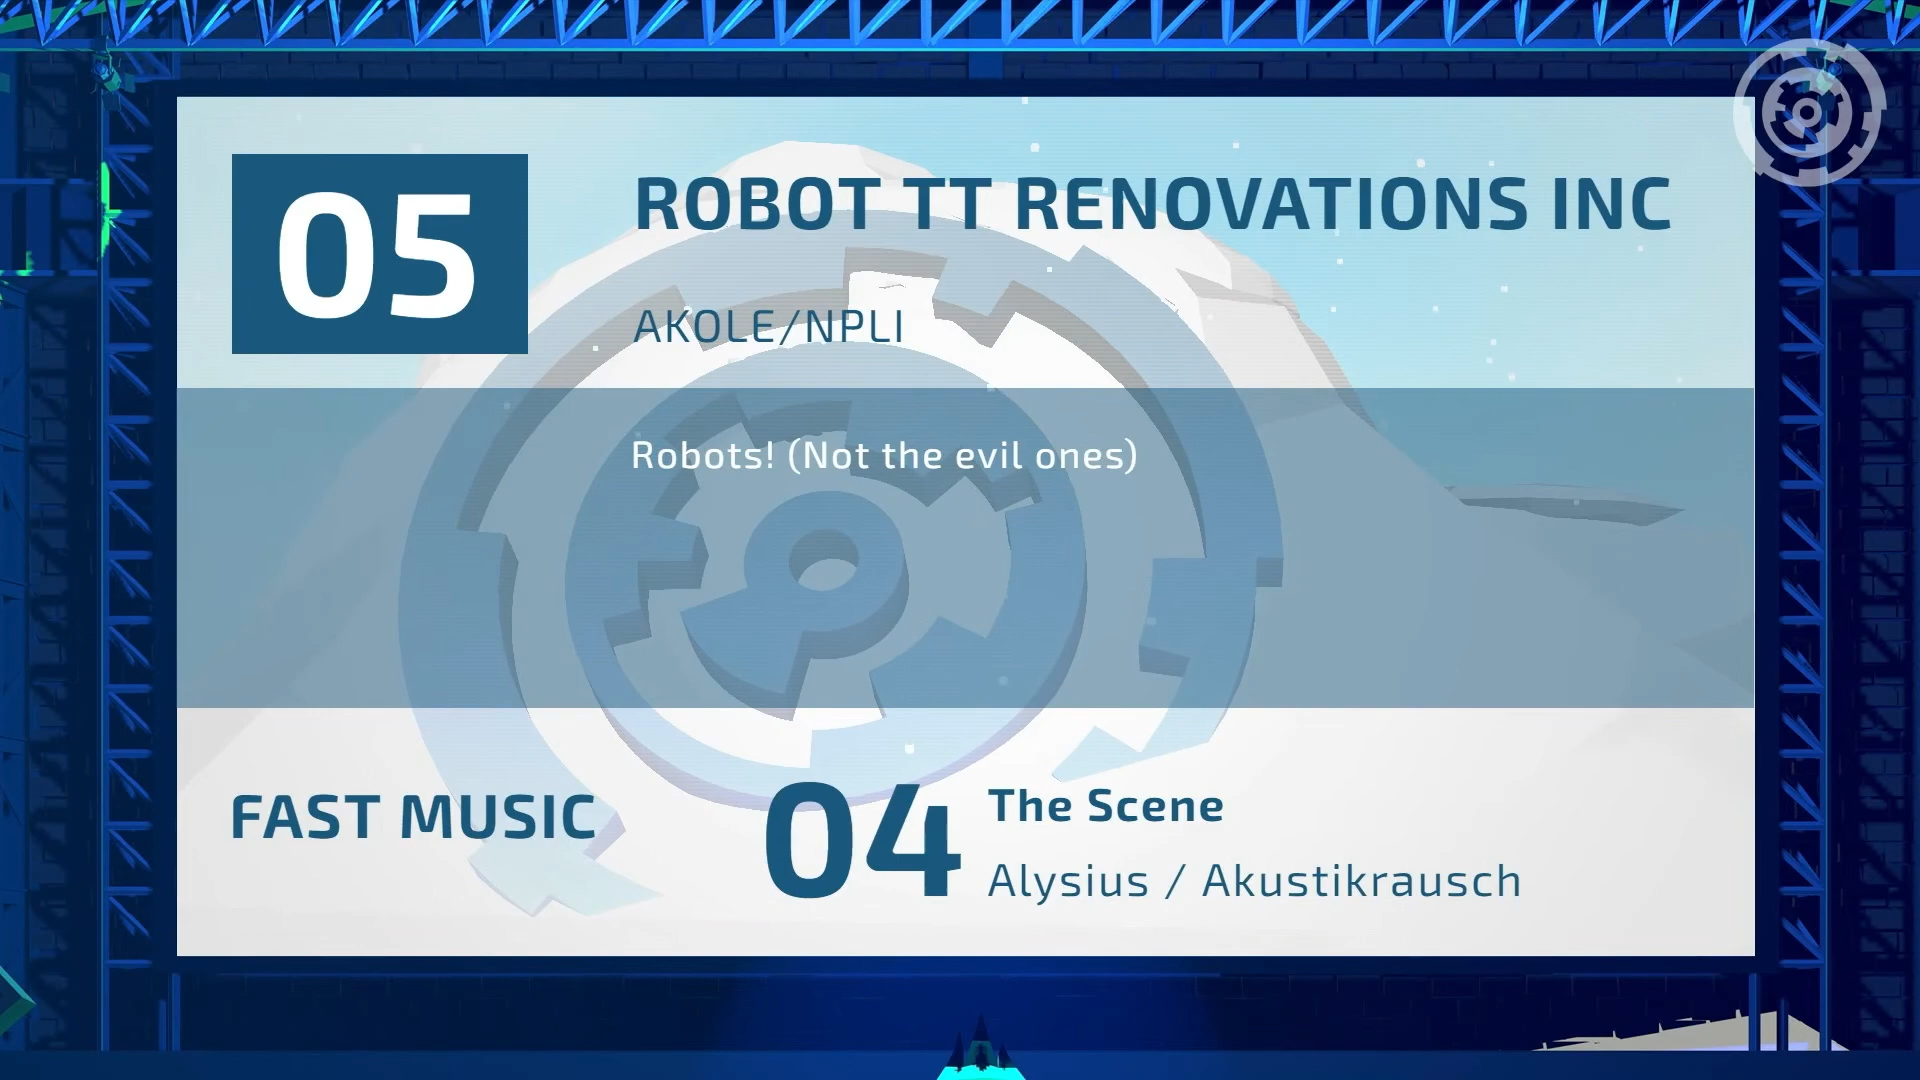 05
ROBOT TT RENOVATIONS INC
AKOLE/NPLI
Robots! (Not the evil ones)
FAST MUSIC
04
The Scene
Alysius / Akustikrausch